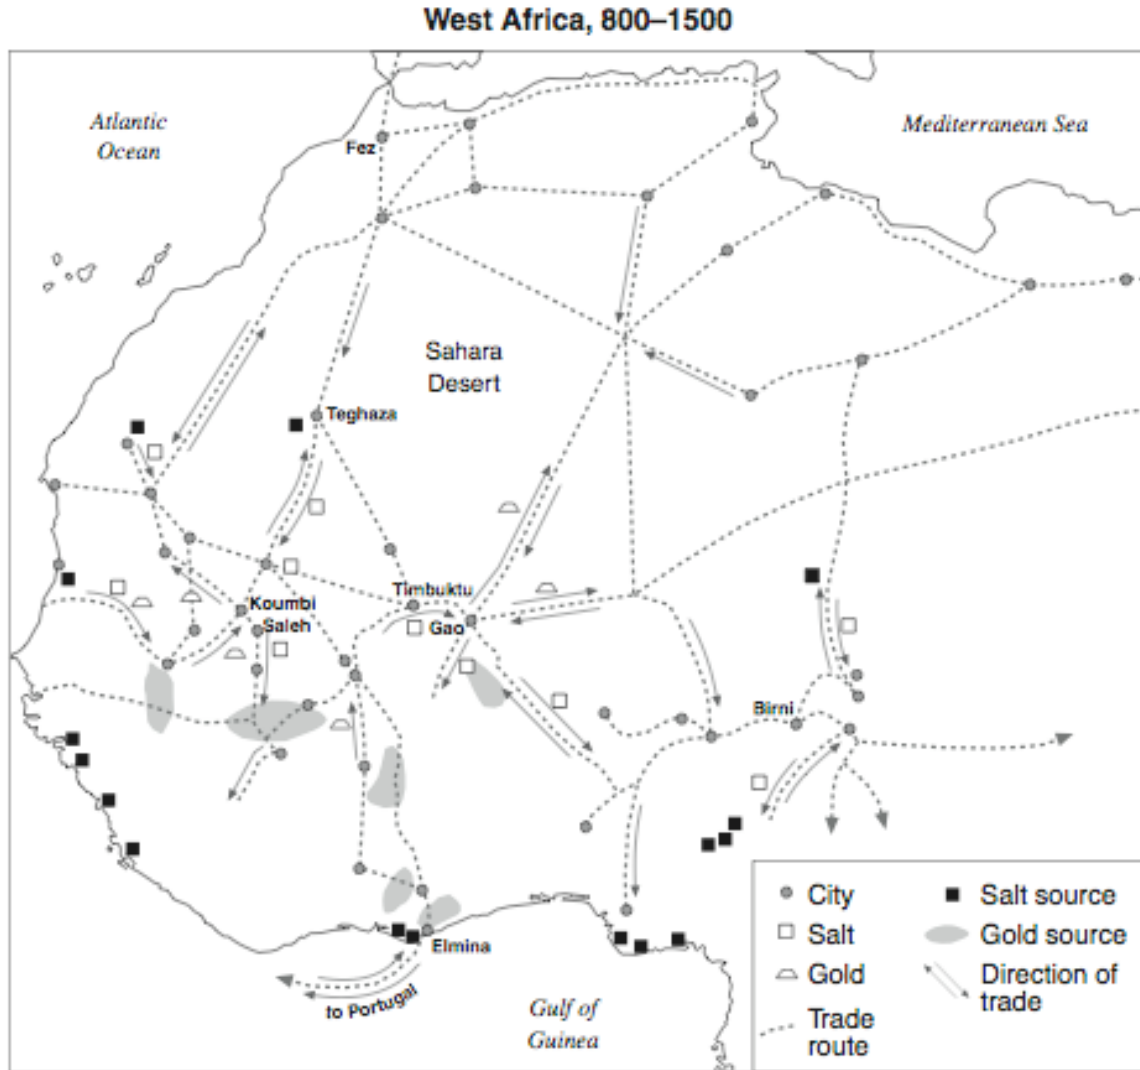 West Africa, 800–1500
Atlantic
Ocean
Mediterranean Sea
Fez
Sahara
Desert
Teghaza
Timbuktu
Koumbi
Saleh
Gao
Birni
Elmina
to Portugal
Gulf of
Guinea
City
Salt
Gold
Trade
route
Salt source
Gold source
Direction of
trade